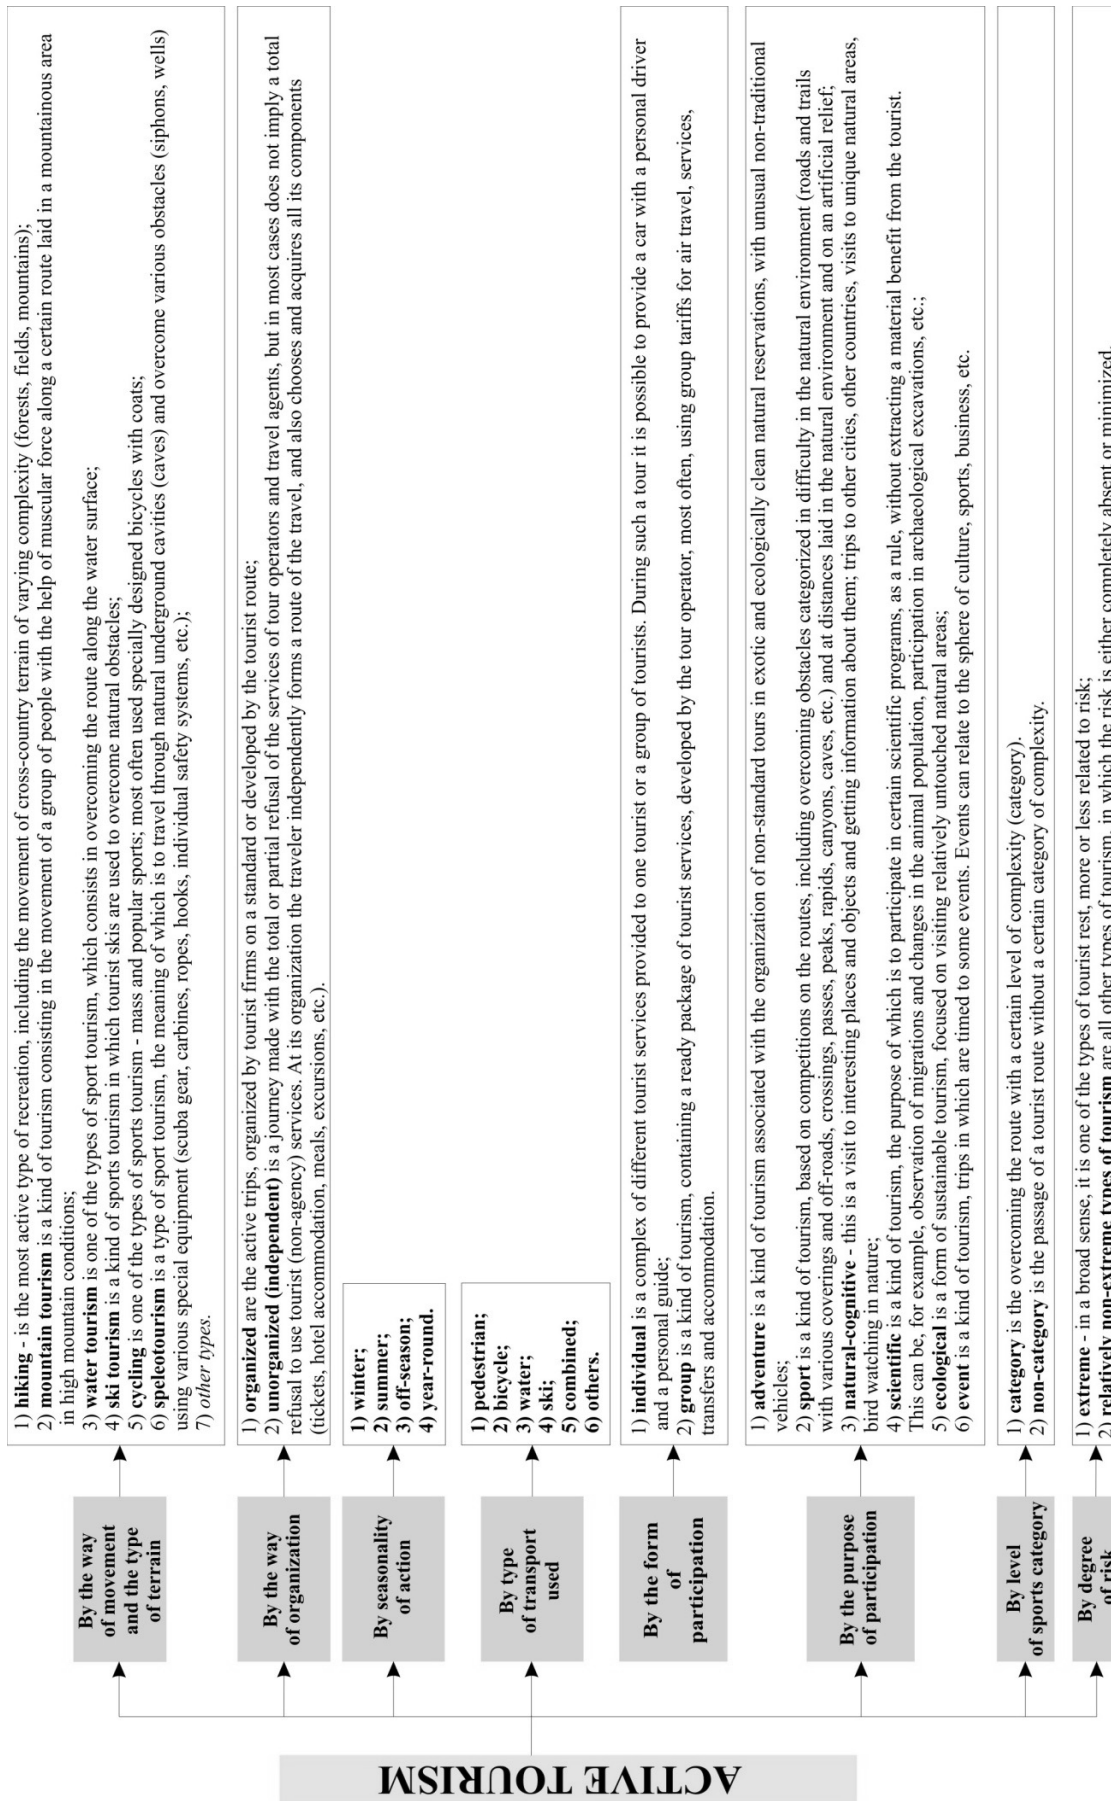 ACTIVE TOURISM
By the way
of movement
and the type
of terrain
1) hiking - is the most active type of recreation, including the movement of cross-country terrain of varying complexity (forests, fields, mountains);
2) mountain tourism is a kind of tourism consisting in the movement of a group of people with the help of muscular force along a certain route laid in a mountainous area
in high mountain conditions;
3) water tourism is one of the types of sport tourism, which consists in overcoming the route along the water surface;
4) ski tourism is a kind of sports tourism in which tourist skis are used to overcome natural obstacles;
5) cycling is one of the types of sports tourism - mass and popular sports; most often used specially designed bicycles with coats;
6) speleotourism is a type of sport tourism, the meaning of which is to travel through natural underground cavities (caves) and overcome various obstacles (siphons, wells)
using various special equipment (scuba gear, carbines, ropes, hooks, individual safety systems, etc.);
7) other types.
By the way
of organization
1) organized are the active trips, organized by tourist firms on a standard or developed by the tourist route;
2) unorganized (independent) is a journey made with the total or partial refusal of the services of tour operators and travel agents, but in most cases does not imply a total
refusal to use tourist (non-agency) services. At its organization the traveler independently forms a route of the travel, and also chooses and acquires all its components
(tickets, hotel accommodation, meals, excursions, etc.).
By seasonality
of action
1) winter;
2) summer;
3) off-season;
4) year-round.
By type
of transport
used
1) pedestrian;
2) bicycle;
3) water;
4) ski;
5) combined;
6) others.
By the form
of
participation
1) individual is a complex of different tourist services provided to one tourist or a group of tourists. During such a tour it is possible to provide a car with a personal driver
and a personal guide;
2) group is a kind of tourism, containing a ready package of tourist services, developed by the tour operator, most often, using group tariffs for air travel, services,
transfers and accommodation.
By the purpose
of participation
1) adventure is a kind of tourism associated with the organization of non-standard tours in exotic and ecologically clean natural reservations, with unusual non-traditional
vehicles;
2) sport is a kind of tourism, based on competitions on the routes, including overcoming obstacles categorized in difficulty in the natural environment (roads and trails
with various coverings and off-roads, crossings, passes, peaks, rapids, canyons, caves, etc.) and at distances laid in the natural environment and on an artificial relief;
3) natural-cognitive - this is a visit to interesting places and objects and getting information about them; trips to other cities, other countries, visits to unique natural areas,
bird watching in nature;
4) scientific is a kind of tourism, the purpose of which is to participate in certain scientific programs, as a rule, without extracting a material benefit from the tourist.
This can be, for example, observation of migrations and changes in the animal population, participation in archaeological excavations, etc.;
5) ecological is a form of sustainable tourism, focused on visiting relatively untouched natural areas;
6) event is a kind of tourism, trips in which are timed to some events. Events can relate to the sphere of culture, sports, business, etc.
By level
of sports category
1) category is the overcoming the route with a certain level of complexity (category).
2) non-category is the passage of a tourist route without a certain category of complexity.
By degree
of risk
1) extreme - in a broad sense, it is one of the types of tourist rest, more or less related to risk;
2) relatively non-extreme types of tourism are all other types of tourism, in which the risk is either completely absent or minimized.